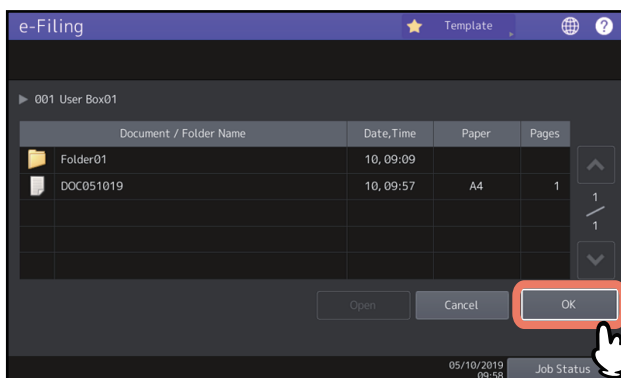 e-Filing
Template
?
001 User Box01
Document / Folder Name Date,Time Paper Pages
Folder01 10, 09:09
DOC051019 10, 09:57 A4 1
1
1
Open Cancel OK
05/10/2019
09:58
Job Status